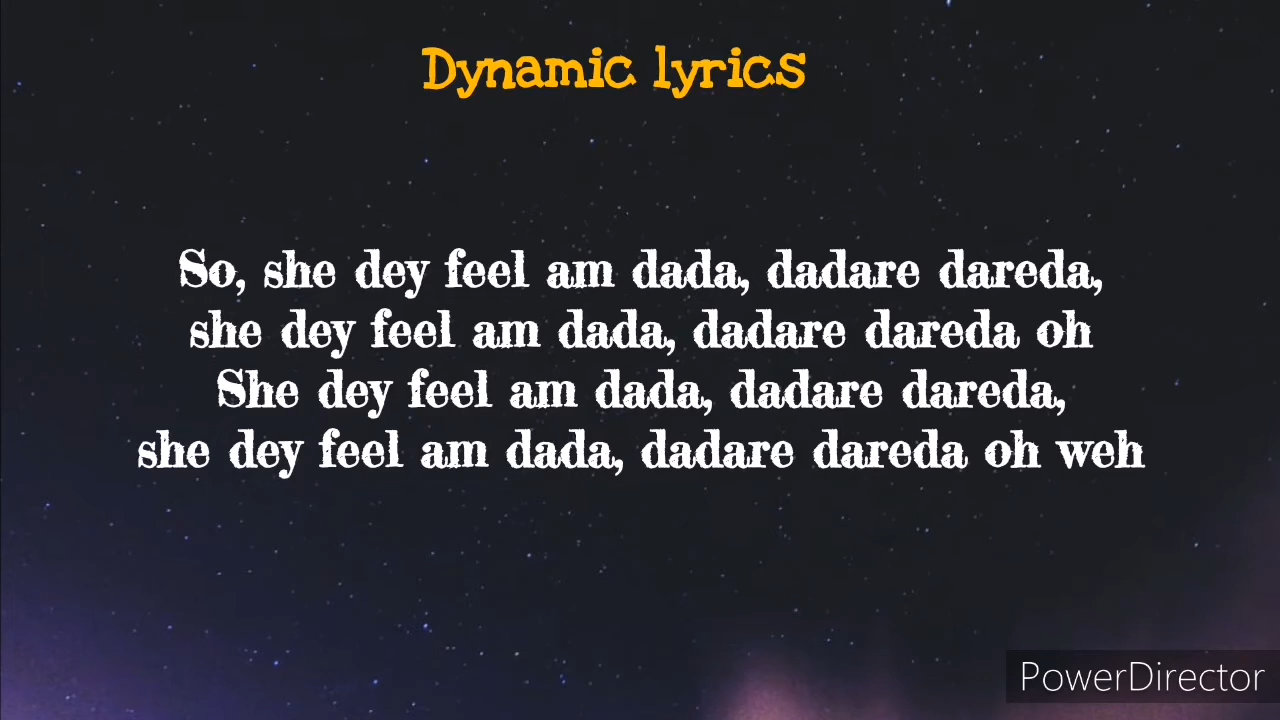 Dynamic lyrics
So, she dey feel am dada, dadare dareda,
she dey feel am dada, dadare dareda oh
She dey feel am dada, dadare dareda,
she dey feel am dada, dadare dareda oh weh
PowerDirector